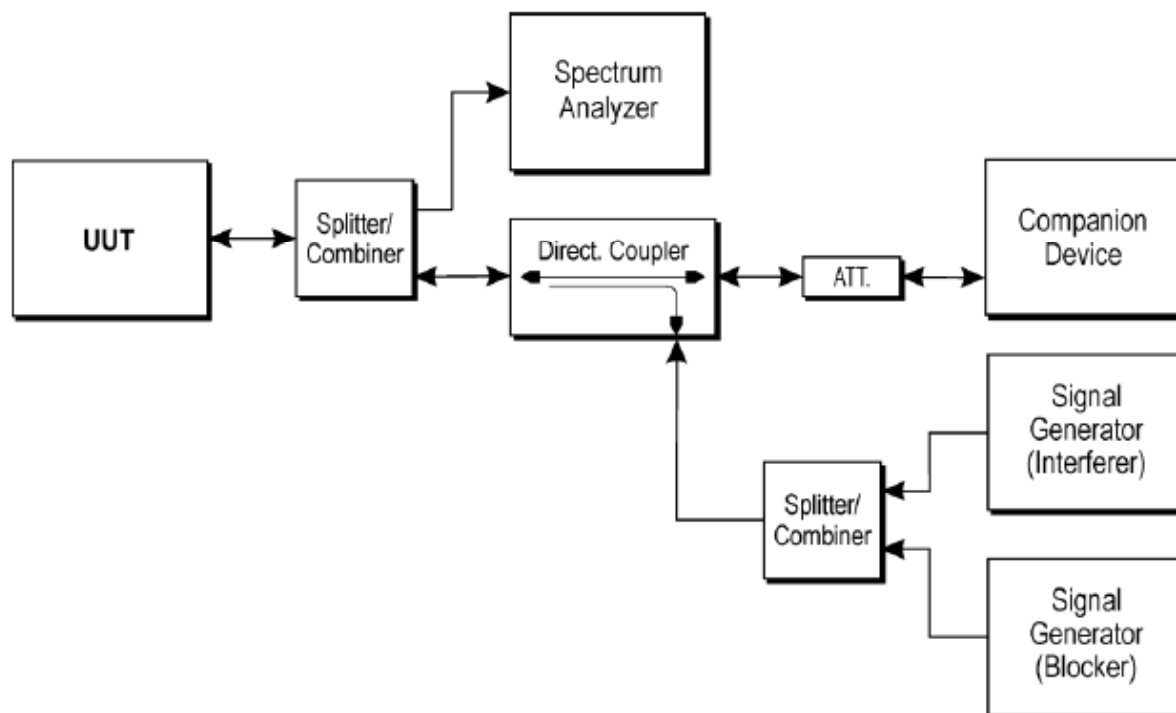 Spectrum
Analyzer
UUT
Splitter/
Combiner
Direct. Coupler
ATT.
Companion
Device
Signal
Generator
(Interferer)
Splitter/
Combiner
Signal
Generator
(Blocker)